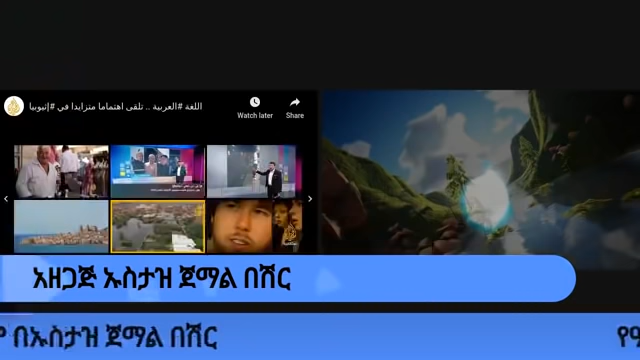 اللغة #العربية .. تلقى اهتماما متزايدا في #إثيوبيا
Watch later
Share
አዘጋጅ ኡስታዝ ጀማል በሽር
በኡስታዝ ጀማል በሽር